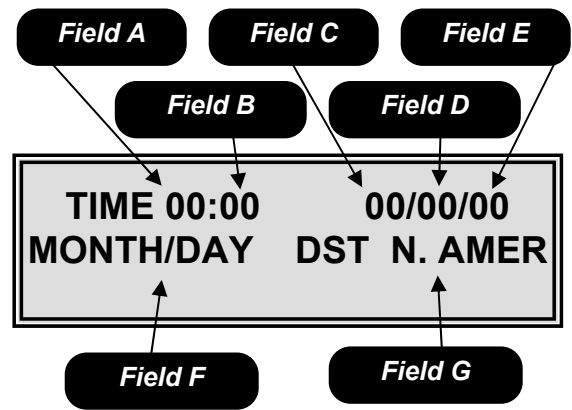 Field A
Field C
Field E
Field B
Field D
TIME 00:00 00/00/00
MONTH/DAY DST N. AMER
Field F
Field G